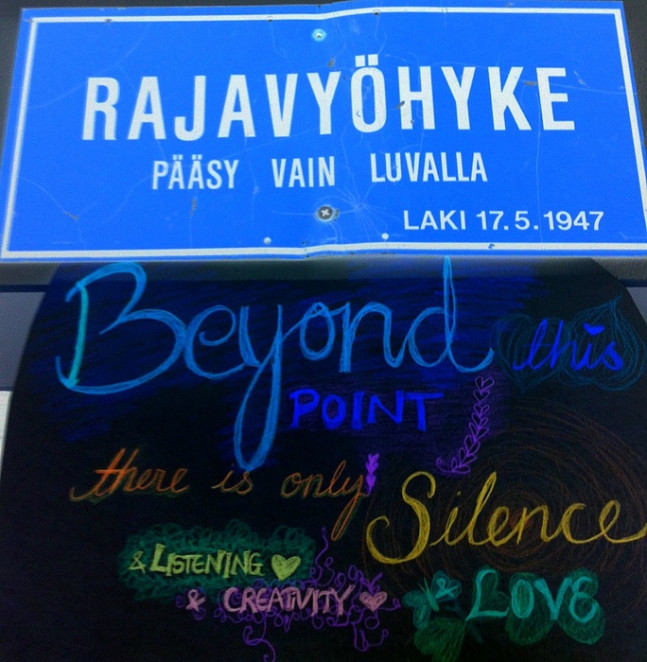 RAJAVYÖHYKE
PÄÄSY VAIN LUVALLA
LAKI 17.5.1947
Beyond this
POINT
there is only
Silence
& LISTENING
& CREATIVITY
& LOVE